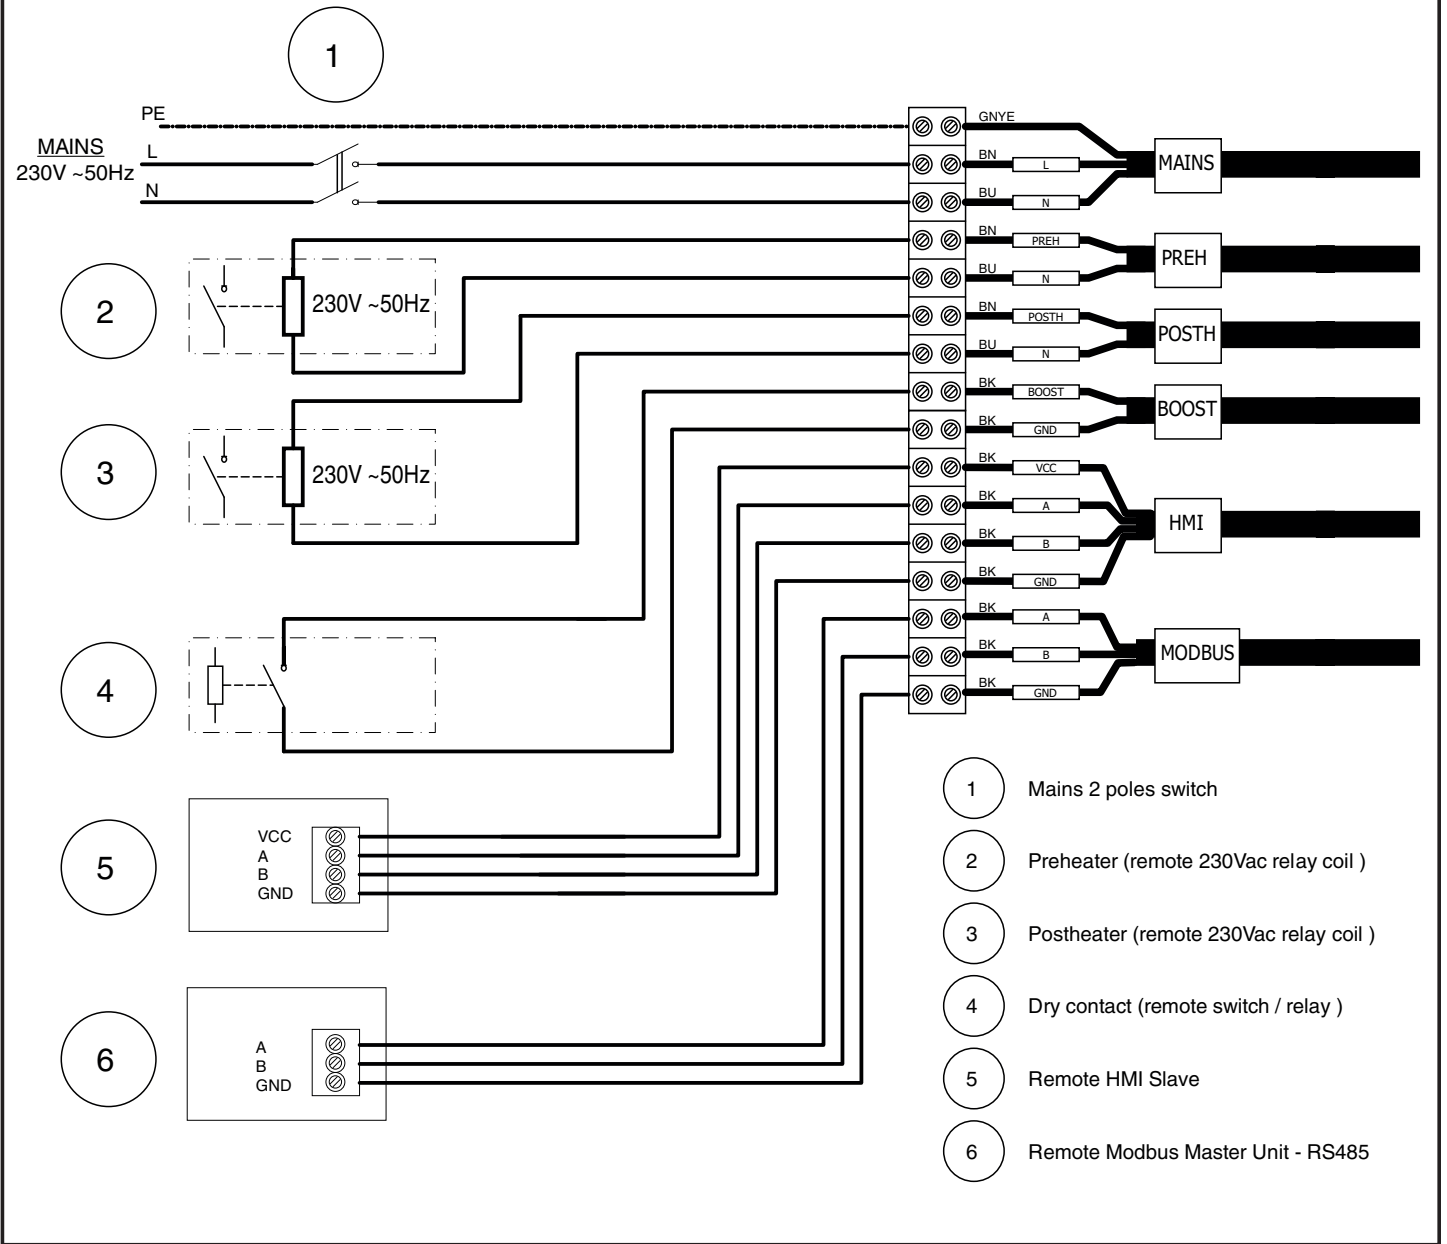 1
PE
MAINS
230V ~50Hz
L
N
GNYE
BN
L
BU
N
MAINS
BN
PREH
BU
N
PREH
BN
POSTH
BU
N
POSTH
BK
BOOST
BK
GND
BOOST
BK
VCC
BK
A
BK
B
BK
GND
HMI
BK
A
BK
B
BK
GND
MODBUS
2
230V ~50Hz
3
230V ~50Hz
4
5
VCC
A
B
GND
6
A
B
GND
1 Mains 2 poles switch
2 Preheater (remote 230Vac relay coil )
3 Postheater (remote 230Vac relay coil )
4 Dry contact (remote switch / relay )
5 Remote HMI Slave
6 Remote Modbus Master Unit - RS485